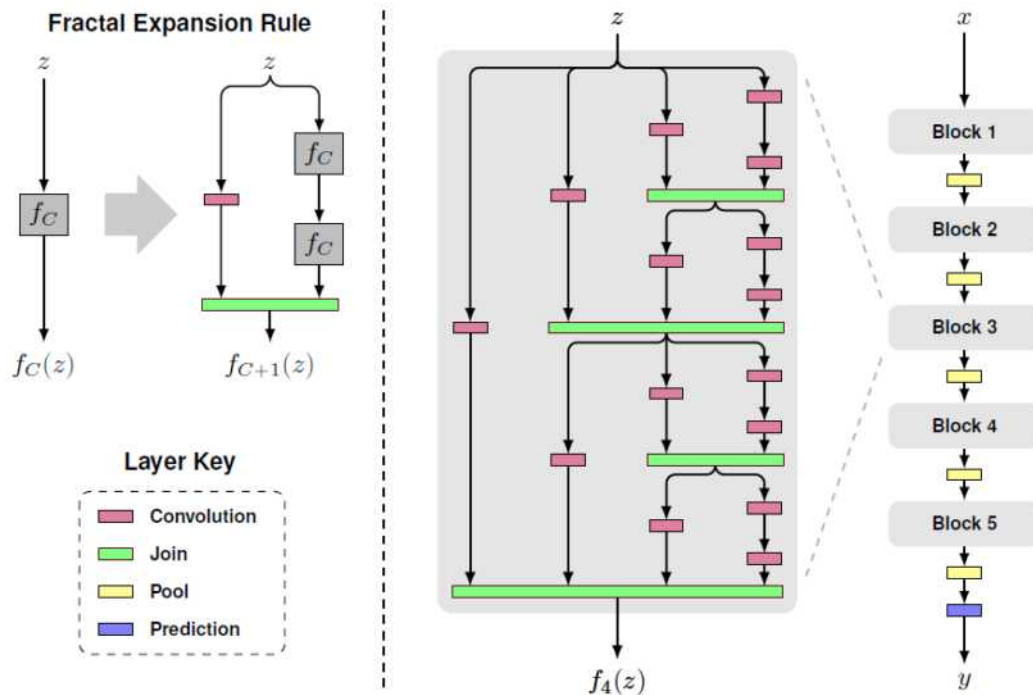 Fractal Expansion Rule
z
z
f_C
f_C
f_C
f_C(z)
f_{C+1}(z)
Layer Key
Convolution
Join
Pool
Prediction
z
f_4(z)
x
Block 1
Block 2
Block 3
Block 4
Block 5
y